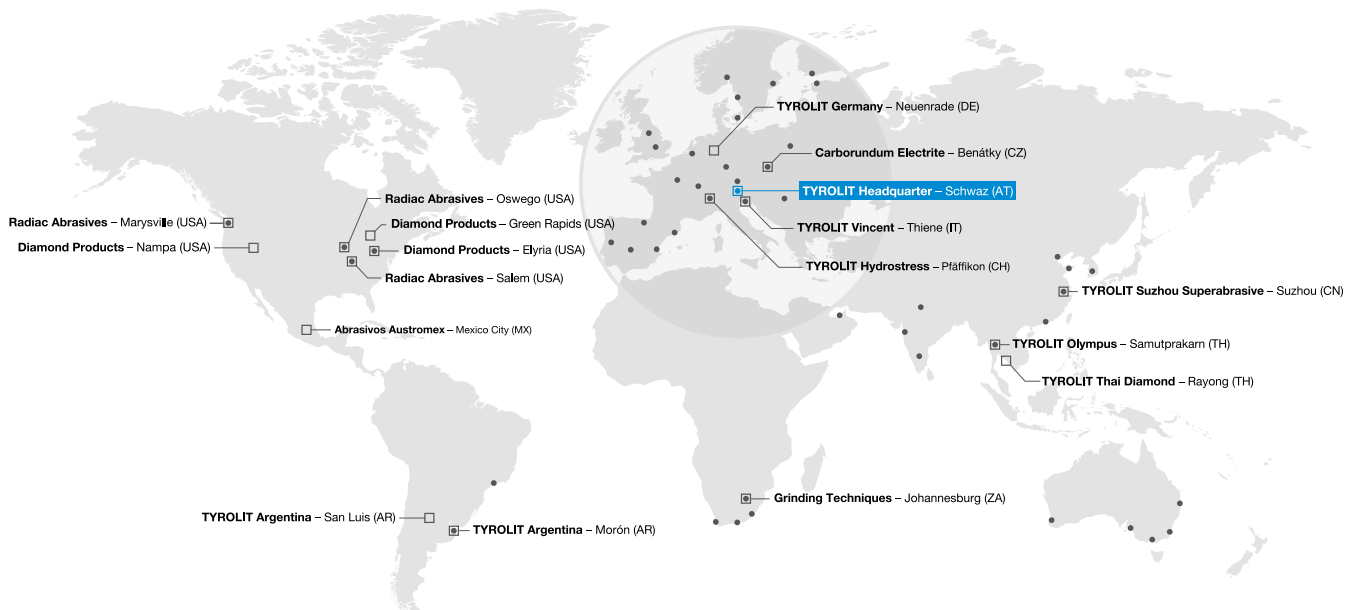 TYROLIT Germany – Neuenrade (DE)
Carborundum Electrite – Benátky (CZ)
TYROLIT Headquarter – Schwaz (AT)
Radiac Abrasives – Oswego (USA)
Radiac Abrasives – Marysville (USA)
Diamond Products – Green Rapids (USA)
TYROLIT Vincent – Thiene (IT)
Diamond Products – Nampa (USA)
Diamond Products – Elyria (USA)
TYROLIT Hydrostress – Pfäffikon (CH)
Radiac Abrasives – Salem (USA)
TYROLIT Suzhou Superabrasive – Suzhou (CN)
Abrasivos Austromex – Mexico City (MX)
TYROLIT Olympus – Samutprakarn (TH)
TYROLIT Thai Diamond – Rayong (TH)
Grinding Techniques – Johannesburg (ZA)
TYROLIT Argentina – San Luis (AR)
TYROLIT Argentina – Morón (AR)